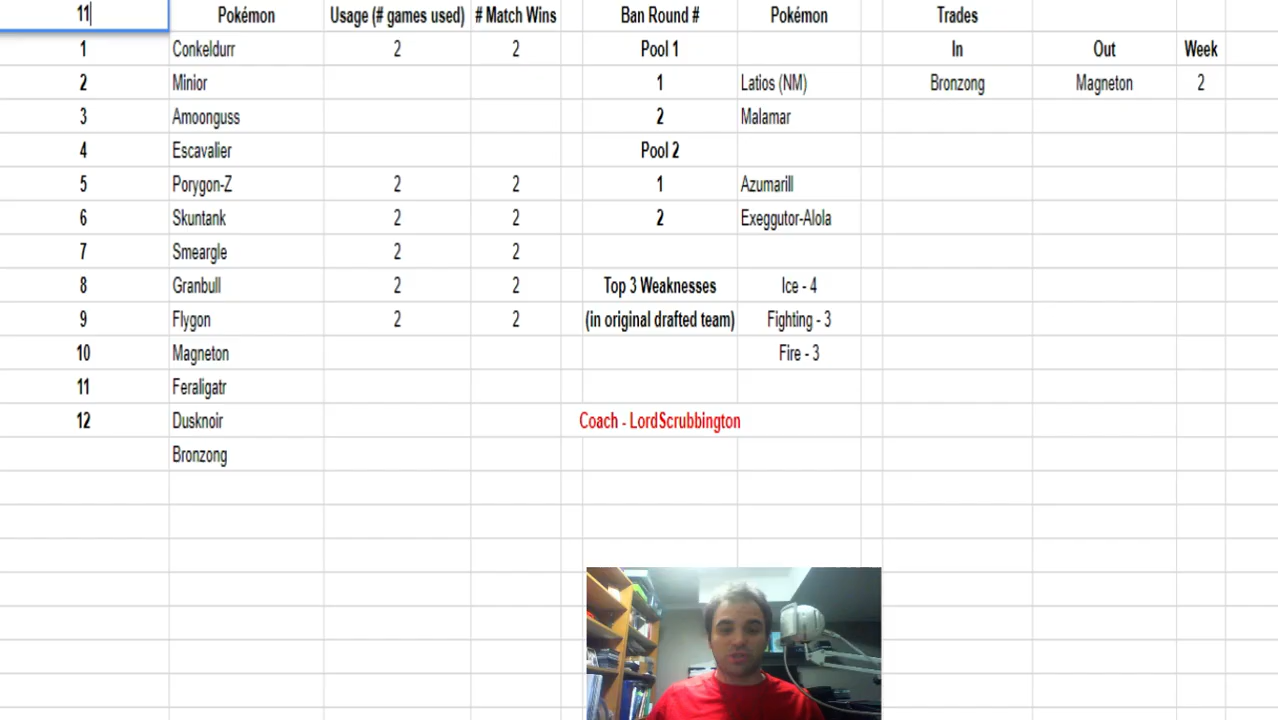 11 Pokémon Usage (# games used) # Match Wins Ban Round # Pokémon Trades
1 Conkeldurr 2 2 Pool 1 In Out Week
2 Minior 1 Latios (NM) Bronzong Magneton 2
3 Amoonguss 2 Malamar
4 Escavalier Pool 2
5 Porygon-Z 2 2 1 Azumarill
6 Skuntank 2 2 2 Exeggutor-Alola
7 Smeargle 2 2
8 Granbull 2 2 Top 3 Weaknesses Ice - 4
9 Flygon 2 2 (in original drafted team) Fighting - 3
10 Magneton Fire - 3
11 Feraligatr
12 Dusknoir Coach - LordScrubbington
Bronzong